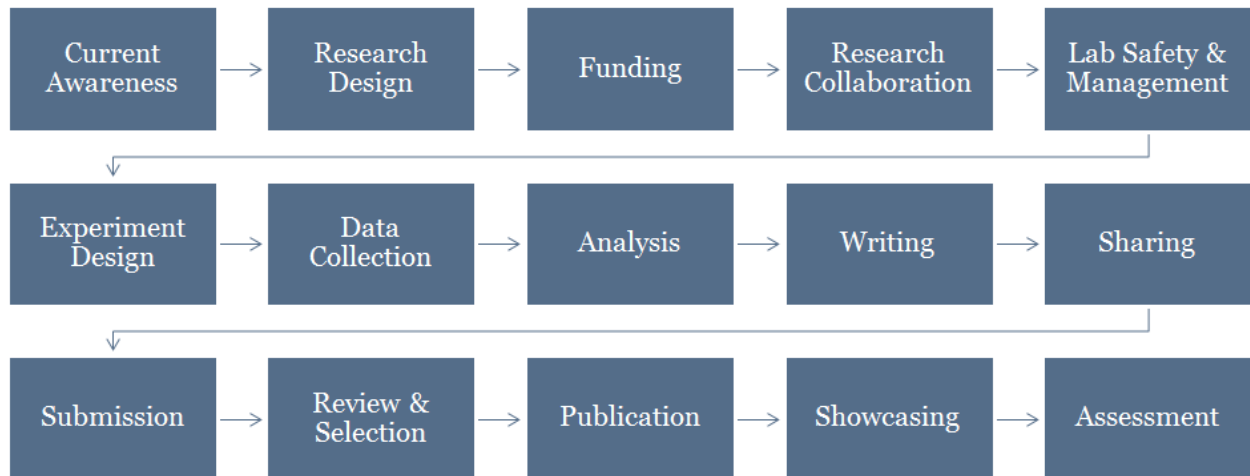 Current
Awareness
Research
Design
Funding
Research
Collaboration
Lab Safety &
Management
Experiment
Design
Data
Collection
Analysis
Writing
Sharing
Submission
Review &
Selection
Publication
Showcasing
Assessment